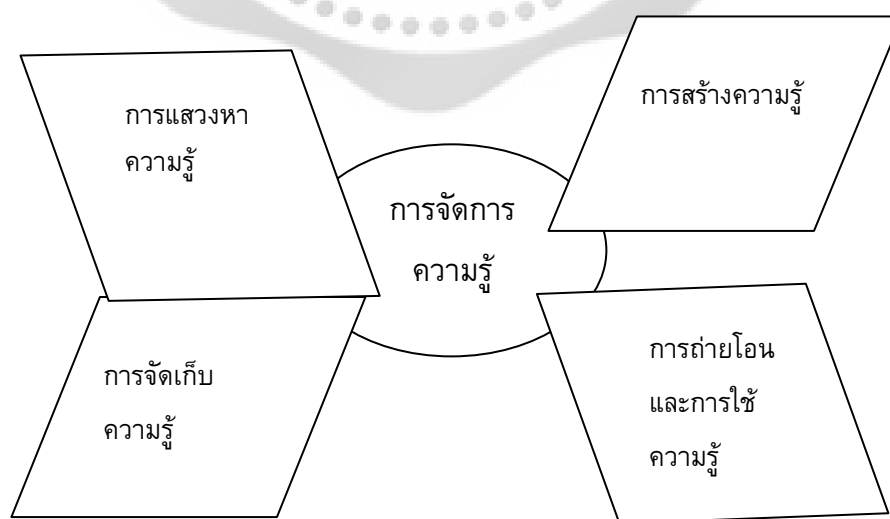 การแสวงหา
ความรู้
การสร้างความรู้
การจัดการ
ความรู้
การจัดเก็บ
ความรู้
การถ่ายโอน
และการใช้
ความรู้